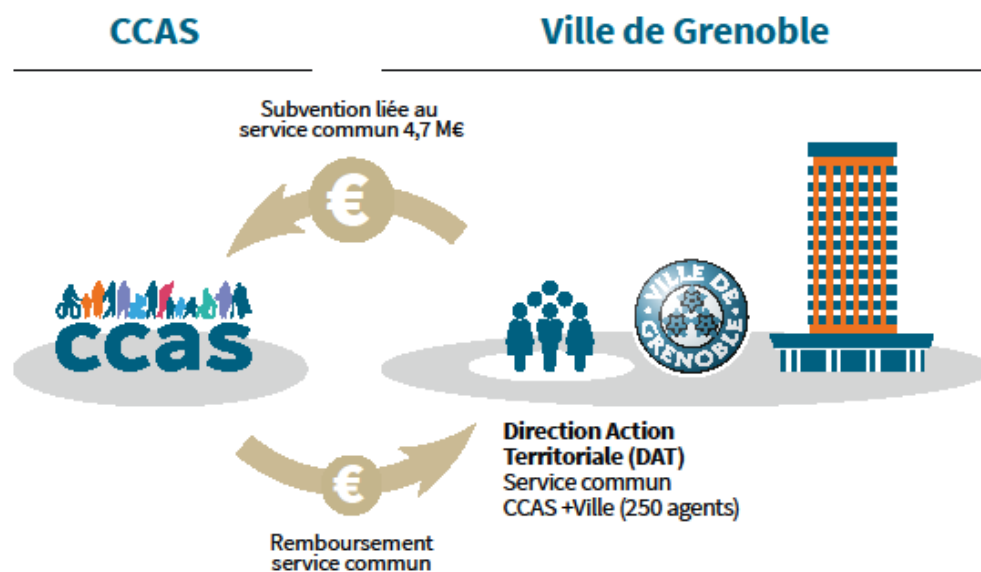 CCAS
Ville de Grenoble
Subvention liée au
service commun 4,7 M€
€
ccas
VILLE DE
GRENOBLE
Direction Action
Territoriale (DAT)
Service commun
CCAS +Ville (250 agents)
€
Remboursement
service commun